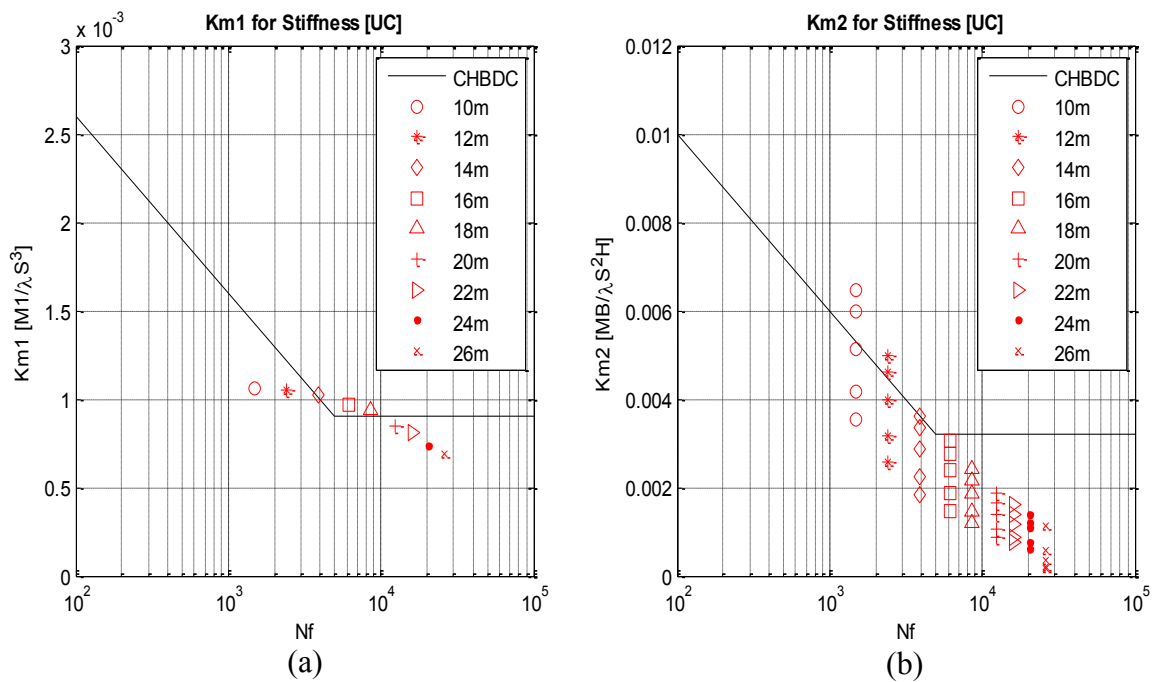 Km1 for Stiffness [UC]
x 10^-3
3
2.5
2
1.5
1
0.5
0
Km1 [M1/λS^3]
10^2
10^3
10^4
10^5
Nf
CHBDC
10m
12m
14m
16m
18m
20m
22m
24m
26m
(a)
Km2 for Stiffness [UC]
0.012
0.01
0.008
0.006
0.004
0.002
0
Km2 [MB/λS^2H]
10^2
10^3
10^4
10^5
Nf
CHBDC
10m
12m
14m
16m
18m
20m
22m
24m
26m
(b)